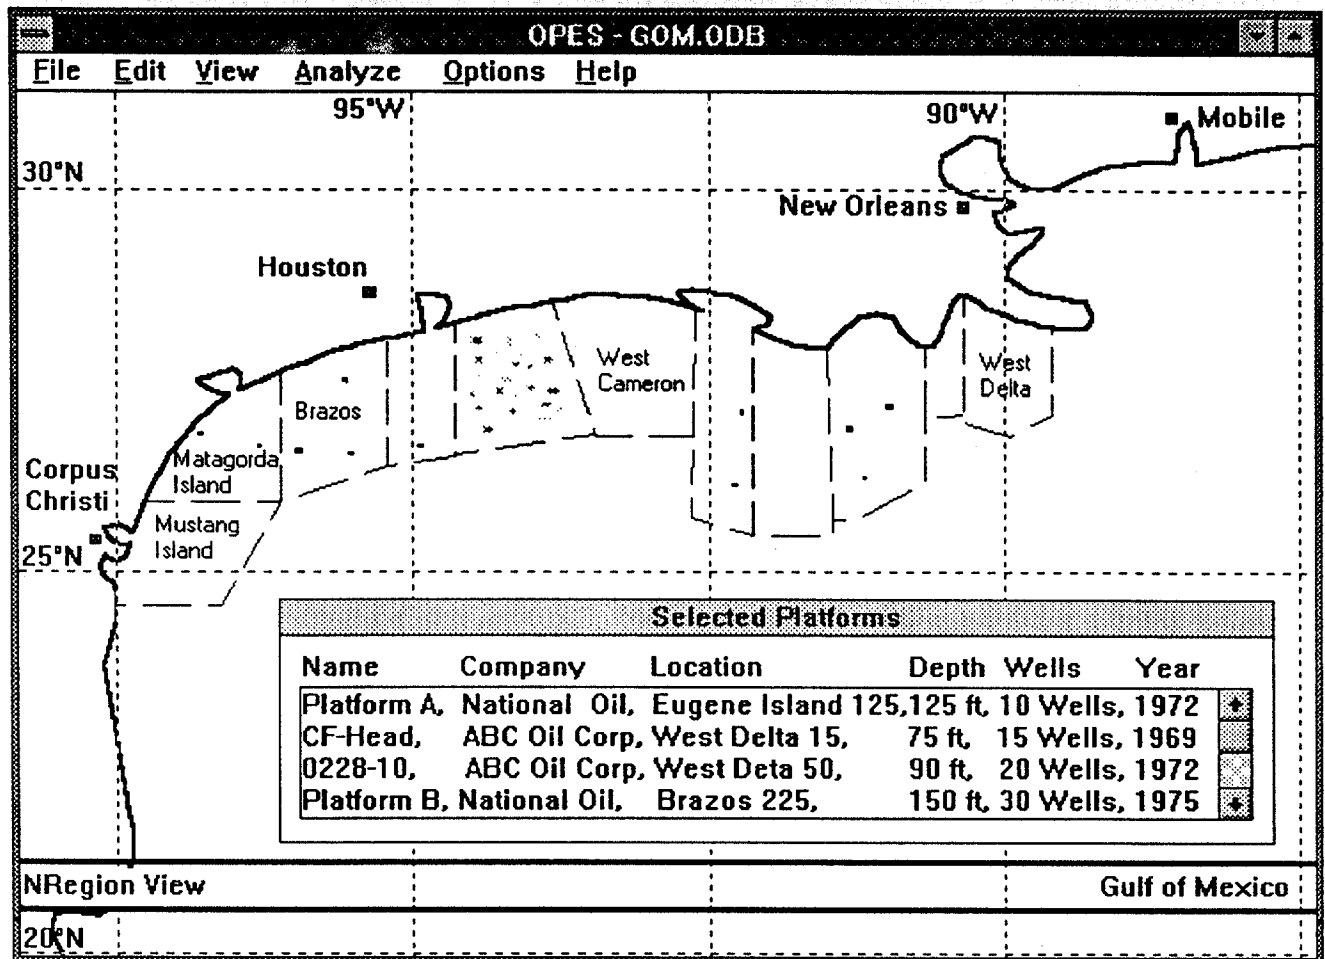 OPES - GOM.ODB
File Edit View Analyze Options Help
95°W
90°W
Mobile
30°N
New Orleans
Houston
West
Cameron
West
Delta
Brazos
Matagorda
Island
Corpus
Christi
Mustang
Island
25°N
Selected Platforms
Name Company Location Depth Wells Year
Platform A, National Oil, Eugene Island 125, 125 ft, 10 Wells, 1972
CF-Head, ABC Oil Corp, West Delta 15, 75 ft, 15 Wells, 1969
0228-10, ABC Oil Corp, West Deta 50, 90 ft, 20 Wells, 1972
Platform B, National Oil, Brazos 225, 150 ft, 30 Wells, 1975
NRegion View Gulf of Mexico
20°N